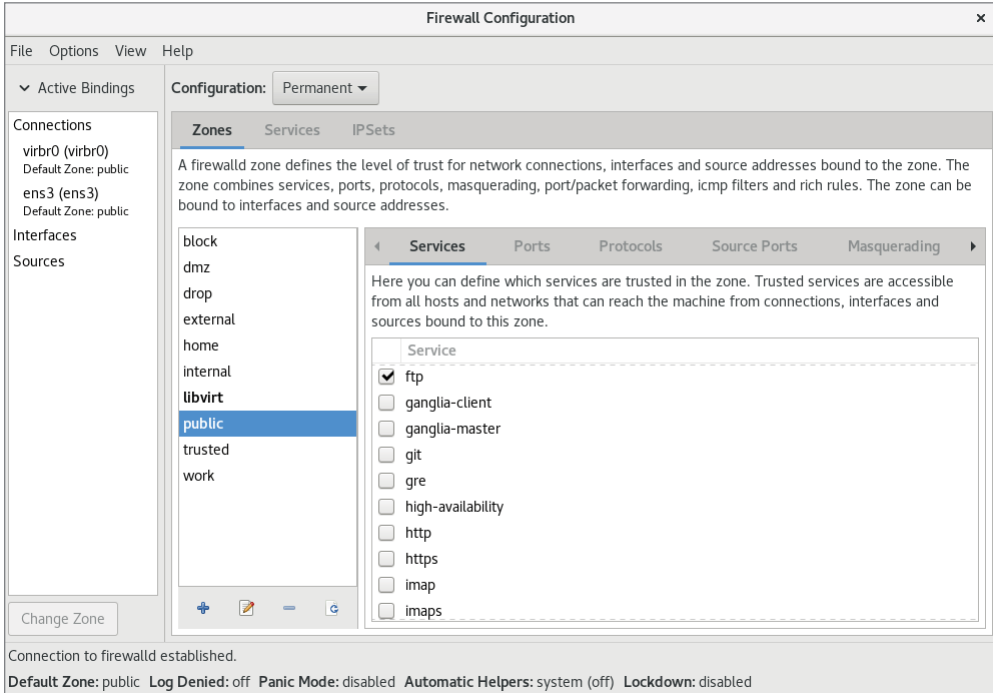 Firewall Configuration
File Options View Help
Active Bindings
Configuration: Permanent
Connections
virbr0 (virbr0)
Default Zone: public
ens3 (ens3)
Default Zone: public
Interfaces
Sources
Change Zone
Zones Services IPSets
A firewalld zone defines the level of trust for network connections, interfaces and source addresses bound to the zone. The
zone combines services, ports, protocols, masquerading, port/packet forwarding, icmp filters and rich rules. The zone can be
bound to interfaces and source addresses.
block
dmz
drop
external
home
internal
libvirt
public
trusted
work
Services Ports Protocols Source Ports Masquerading
Here you can define which services are trusted in the zone. Trusted services are accessible
from all hosts and networks that can reach the machine from connections, interfaces and
sources bound to this zone.
Service
ftp
ganglia-client
ganglia-master
git
gre
high-availability
http
https
imap
imaps
Connection to firewalld established.
Default Zone: public Log Denied: off Panic Mode: disabled Automatic Helpers: system (off) Lockdown: disabled